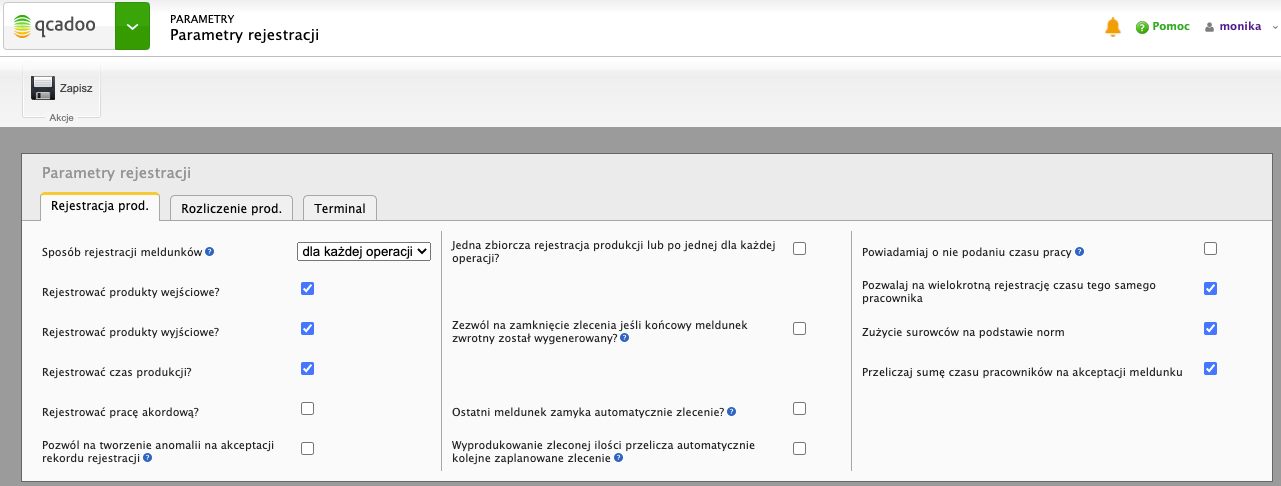 qcadoo
PARAMETRY
Parametry rejestracji
Pomoc
monika
Zapisz
Akcje
Parametry rejestracji
Rejestracja prod.
Rozliczenie prod.
Terminal
Sposób rejestracji meldunków
dla każdej operacji
Rejestrować produkty wejściowe?
Rejestrować produkty wyjściowe?
Rejestrować czas produkcji?
Rejestrować pracę akordową?
Pozwól na tworzenie anomalii na akceptacji
rekordu rejestracji
Jedna zbiorcza rejestracja produkcji lub po jednej dla każdej
operacji?
Zezwól na zamknięcie zlecenia jeśli końcowy meldunek
zwrotny został wygenerowany?
Ostatni meldunek zamyka automatycznie zlecenie?
Wyprodukowanie zleconej ilości przelicza automatycznie
kolejne zaplanowane zlecenie
Powiadamiaj o nie podaniu czasu pracy
Pozwalaj na wielokrotną rejestrację czasu tego samego
pracownika
Zużycie surowców na podstawie norm
Przeliczaj sumę czasu pracowników na akceptacji meldunku